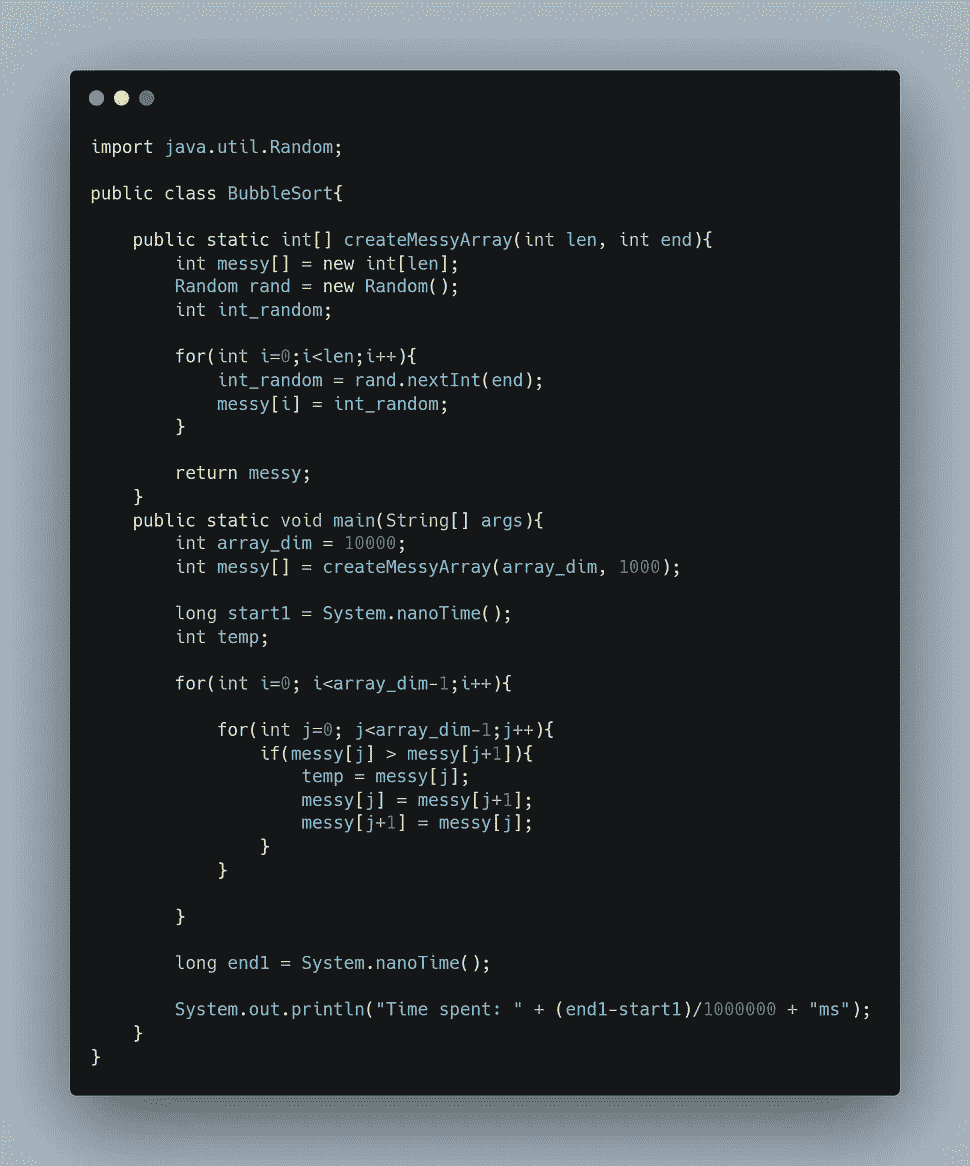 import java.util.Random;
public class BubbleSort{
    public static int[] createMessyArray(int len, int end){
        int messy[] = new int[len];
        Random rand = new Random();
        int int_random;
        for(int i=0;i<len;i++){
            int_random = rand.nextInt(end);
            messy[i] = int_random;
        }
        return messy;
    }
    public static void main(String[] args){
        int array_dim = 10000;
        int messy[] = createMessyArray(array_dim, 1000);
        long start1 = System.nanoTime();
        int temp;
        for(int i=0; i<array_dim-1;i++){
            for(int j=0; j<array_dim-1;j++){
                if(messy[j] > messy[j+1]){
                    temp = messy[j];
                    messy[j] = messy[j+1];
                    messy[j+1] = messy[j];
                }
            }
        }
        long end1 = System.nanoTime();
        System.out.println("Time spent: " + (end1-start1)/1000000 + "ms");
    }
}